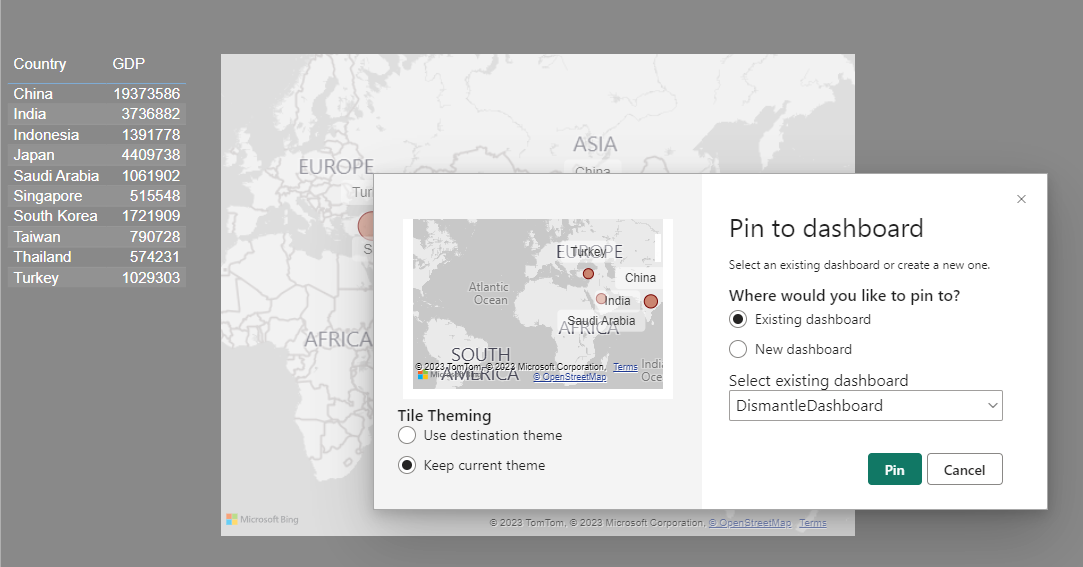 Country GDP
China 19373586
India 3736882
Indonesia 1391778
Japan 4409738
Saudi Arabia 1061902
Singapore 515548
South Korea 1721909
Taiwan 790728
Thailand 574231
Turkey 1029303
ASIA
China
EUROPE
Tur
S
AFRICA
Microsoft Bing
© 2023 TomTom, © 2023 Microsoft Corporation, © OpenStreetMap Terms
EUROPE
Turkey
China
Atlantic
Ocean
India
Saudi Arabia
AFRICA
SOUTH
AMERICA
India
Oce
© 2023 TomTom, © 2023 Microsoft Corporation, Terms
© OpenStreetMap
Tile Theming
Use destination theme
Keep current theme
Pin to dashboard
Select an existing dashboard or create a new one.
Where would you like to pin to?
Existing dashboard
New dashboard
Select existing dashboard
DismantleDashboard
Pin Cancel